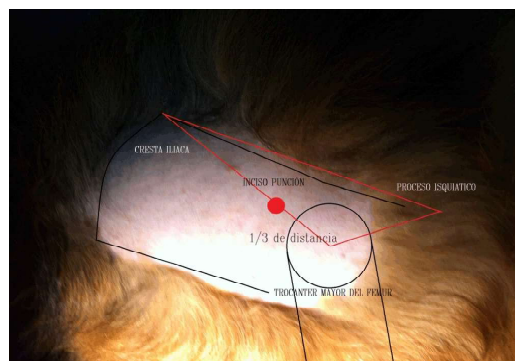 CRESTA ILIACA
INCISO PUNCION
PROCESO ISQUIATICO
1/3 de distancia
TROCANTER MAYOR DEL FEMUR